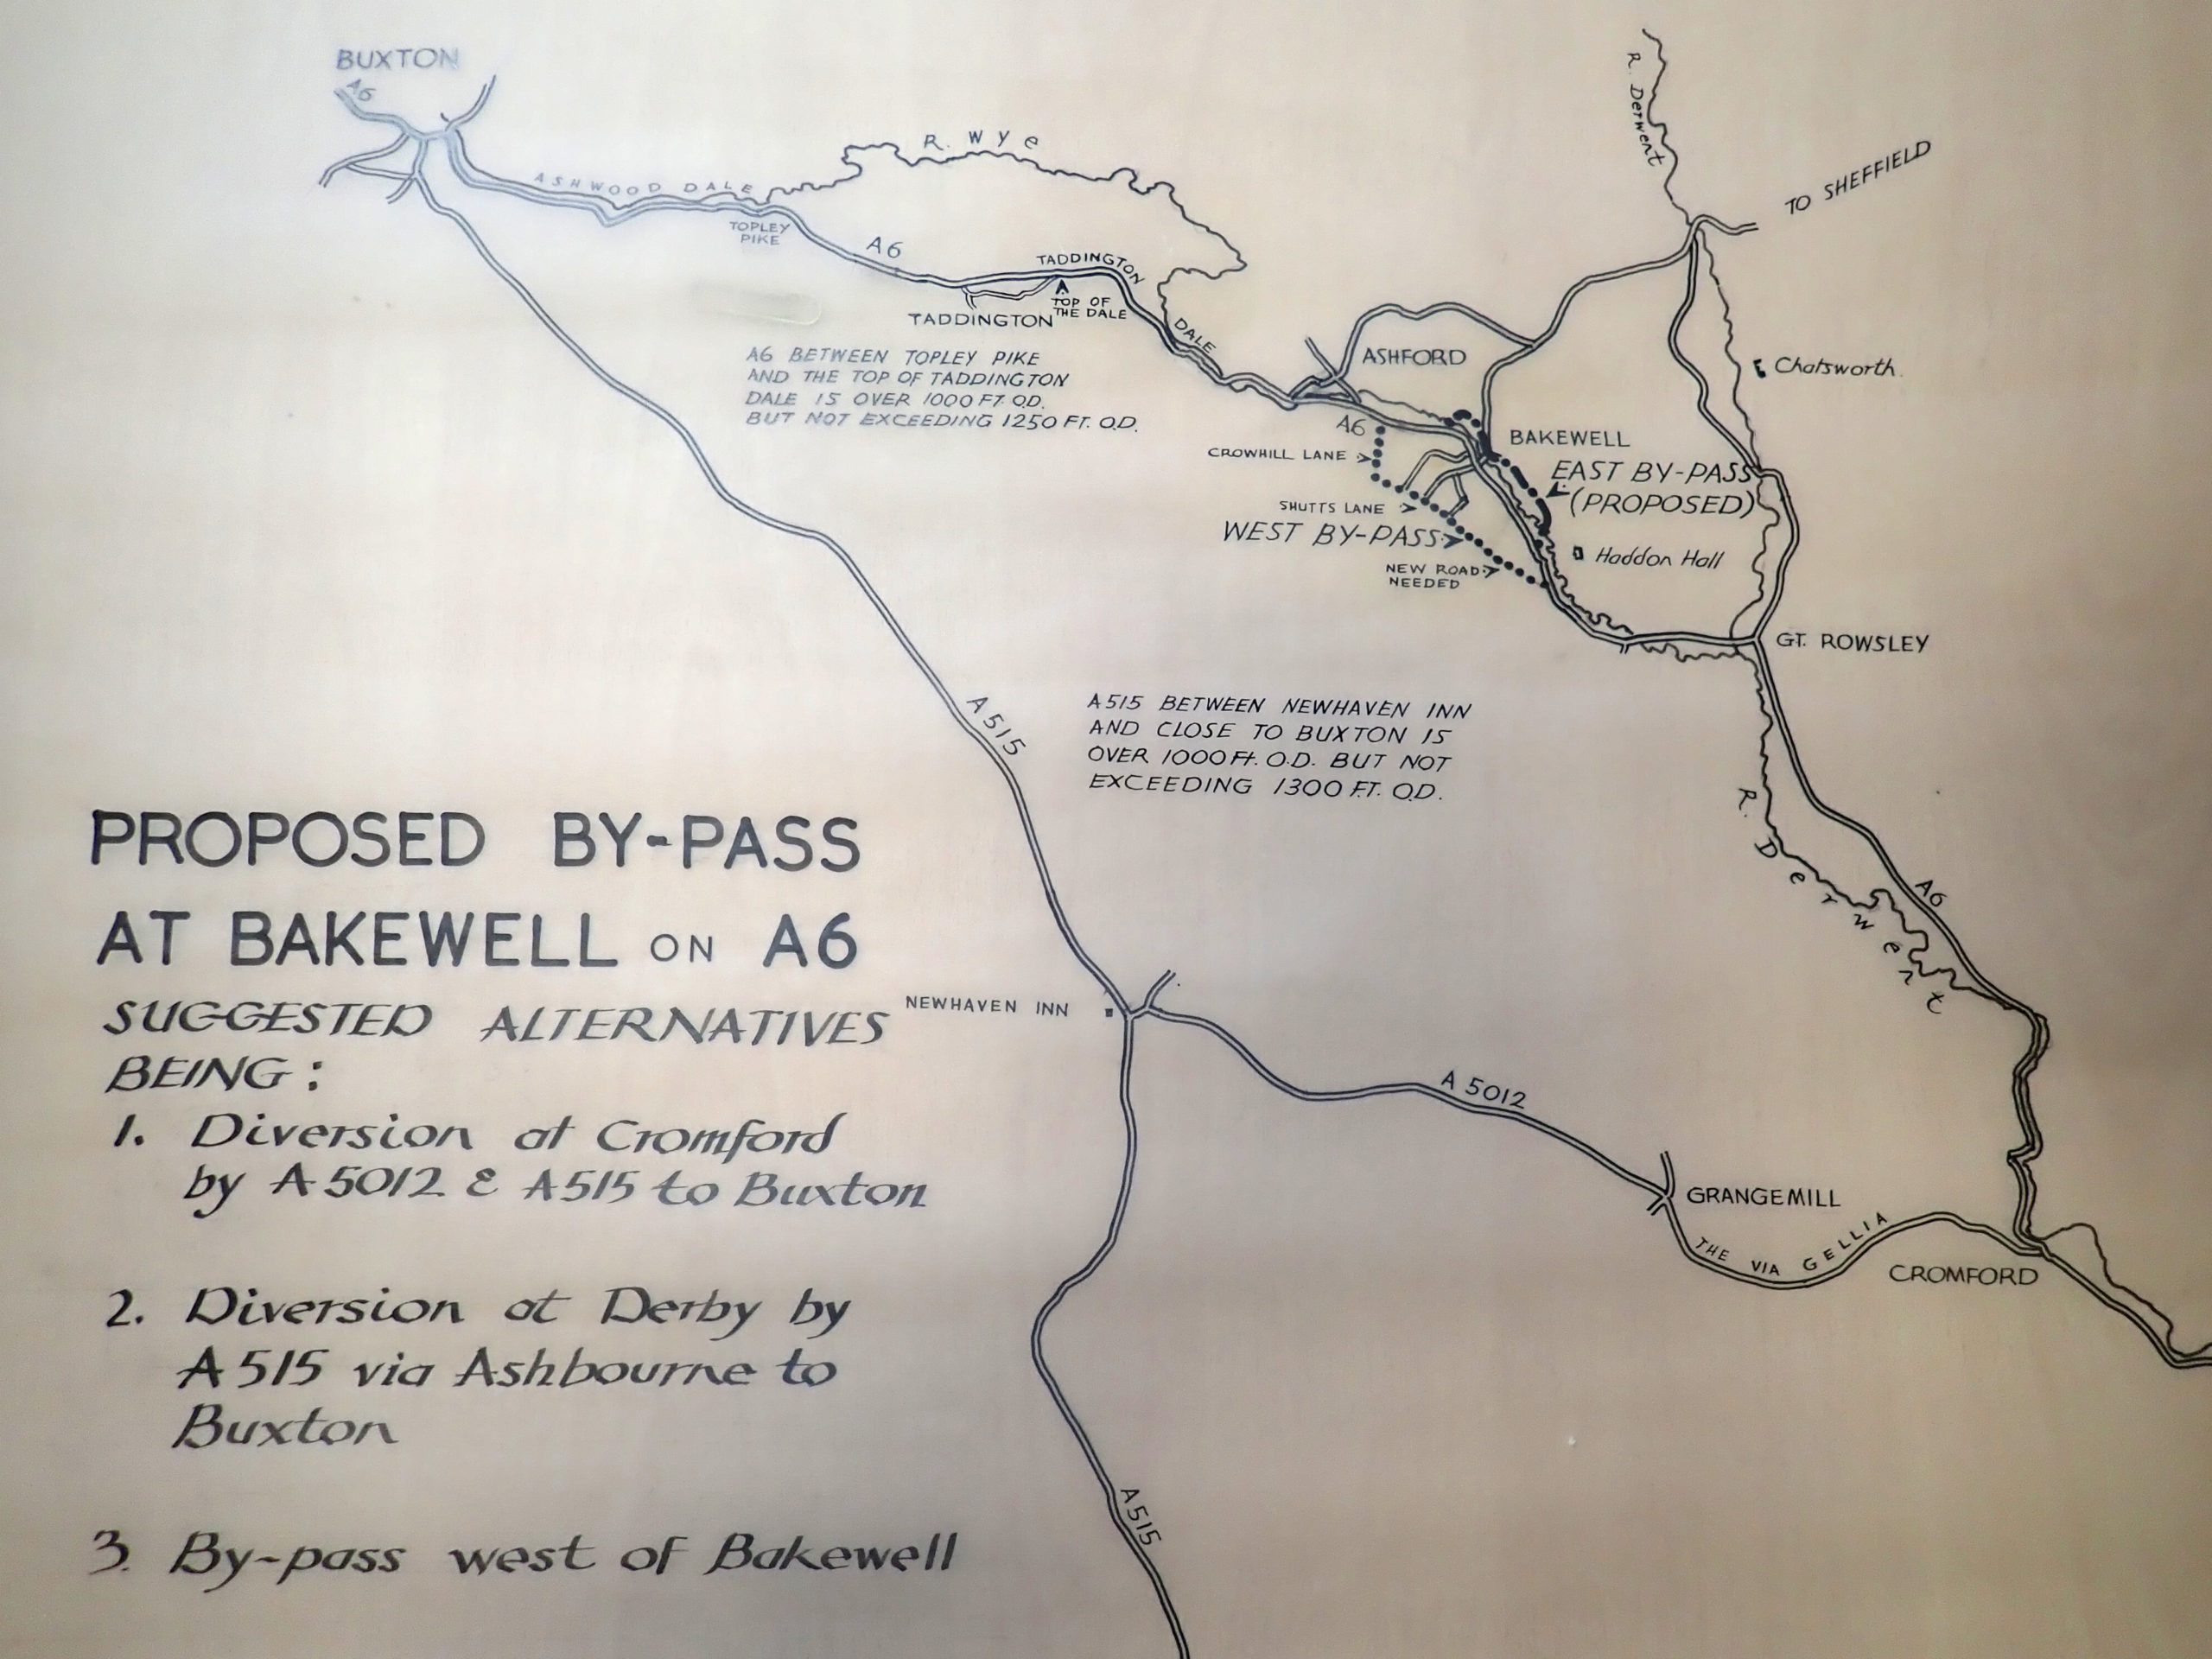 BUXTON
A6
R. Derwent
R. Wye
TO SHEFFIELD
ASHWOOD DALE
TOPLEY
PIKE
A6
TADDINGTON
DALE
TOP OF
THE DALE
TADDINGTON
A6 BETWEEN TOPLEY PIKE
AND THE TOP OF TADDINGTON
DALE IS OVER 1000 FT. O.D.
BUT NOT EXCEEDING 1250 FT. O.D.
ASHFORD
Chatsworth.
A6
BAKEWELL
CROWHILL LANE
EAST BY-PASS
(PROPOSED)
SHUTTS LANE
WEST BY-PASS
Haddon Hall
NEW ROAD
NEEDED
GT. ROWSLEY
A515
A515 BETWEEN NEWHAVEN INN
AND CLOSE TO BUXTON IS
OVER 1000 Ft. O.D. BUT NOT
EXCEEDING 1300 F.T. O.D.
R. Derwent
A6
PROPOSED BY-PASS
AT BAKEWELL ON A6
SUGGESTED ALTERNATIVES
BEING:
1. Diversion at Cromford
by A5012 & A515 to Buxton
2. Diversion at Derby by
A515 via Ashbourne to
Buxton
3. By-pass west of Bakewell
NEWHAVEN INN
A 5012
GRANGEMILL
THE VIA GELLIA
CROMFORD
A515